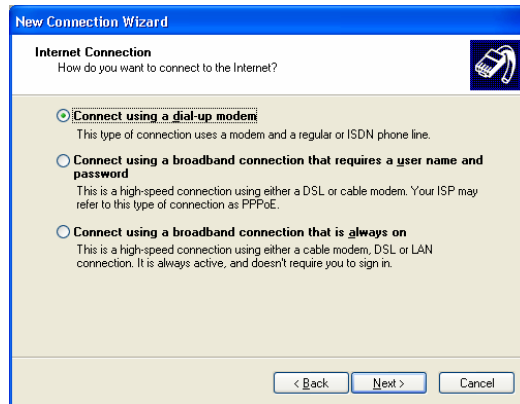 New Connection Wizard
Internet Connection
How do you want to connect to the Internet?
Connect using a dial-up modem
This type of connection uses a modem and a regular or ISDN phone line.
Connect using a broadband connection that requires a user name and
password
This is a high-speed connection using either a DSL or cable modem. Your ISP may
refer to this type of connection as PPPoE.
Connect using a broadband connection that is always on
This is a high-speed connection using either a cable modem, DSL or LAN
connection. It is always active, and doesn't require you to sign in.
< Back Next > Cancel